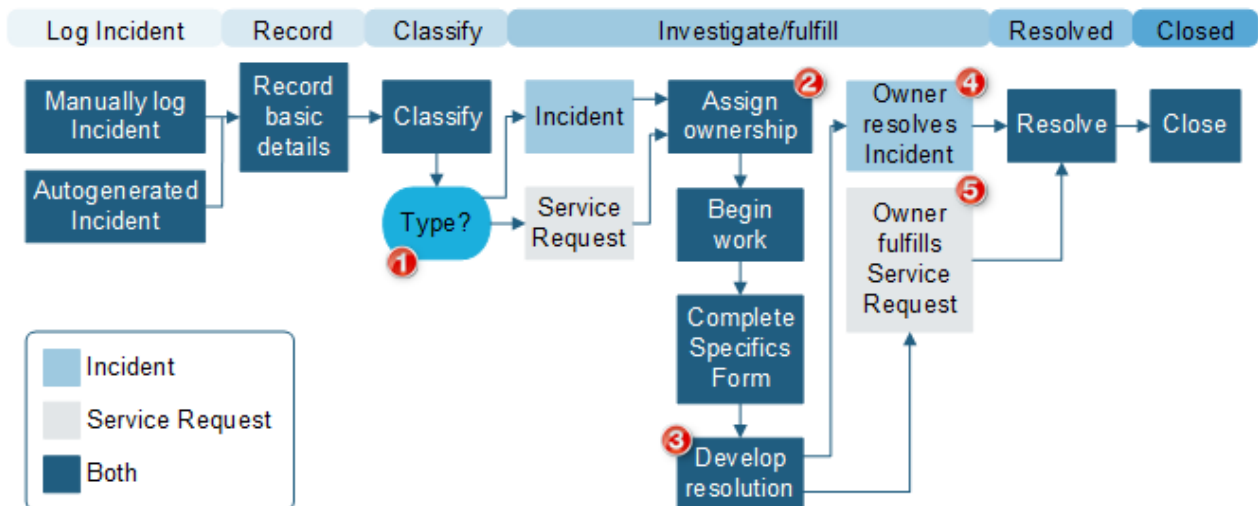 Log Incident
Record
Classify
Investigate/fulfill
Resolved
Closed
Manually log
Incident
Autogenerated
Incident
Record
basic
details
Classify
Type?
1
Incident
Service
Request
2
Assign
ownership
Begin
work
Complete
Specifics
Form
3
Develop
resolution
4
Owner
resolves
Incident
5
Owner
fulfills
Service
Request
Resolve
Close
Incident
Service Request
Both